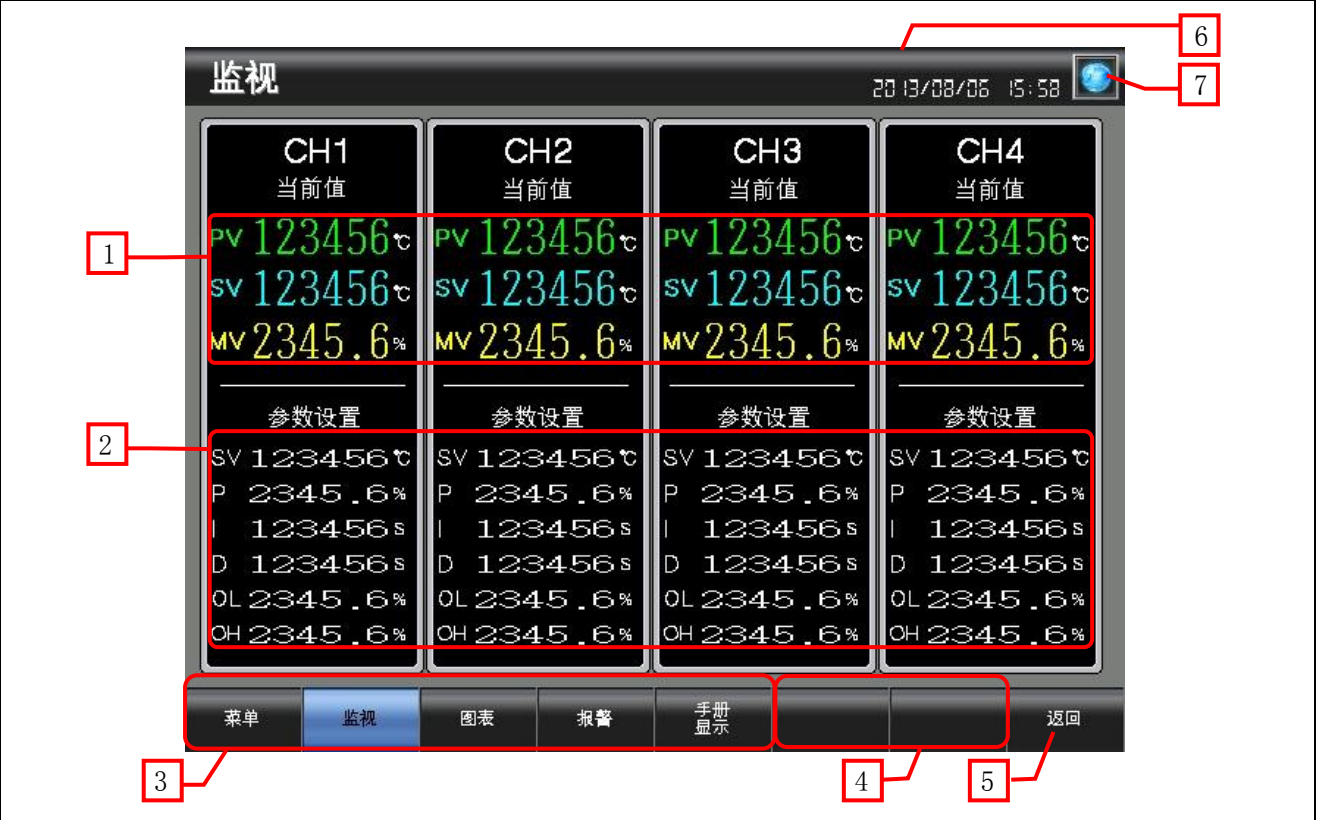 6
监视
2013/08/06 15:58
7
CH1 CH2 CH3 CH4
当前值 当前值 当前值 当前值
1
PV 123456℃ PV 123456℃ PV 123456℃ PV 123456℃
SV 123456℃ SV 123456℃ SV 123456℃ SV 123456℃
MV 2345.6% MV 2345.6% MV 2345.6% MV 2345.6%
参数设置 参数设置 参数设置 参数设置
2
SV 123456℃ SV 123456℃ SV 123456℃ SV 123456℃
P 2345.6% P 2345.6% P 2345.6% P 2345.6%
I 123456s I 123456s I 123456s I 123456s
D 123456s D 123456s D 123456s D 123456s
OL 2345.6% OL 2345.6% OL 2345.6% OL 2345.6%
OH 2345.6% OH 2345.6% OH 2345.6% OH 2345.6%
菜单 监视 图表 报警 手册
显示 返回
3 4 5